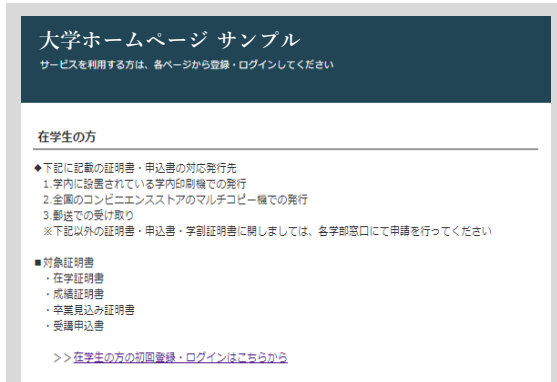 大学ホームページ サンプル
サービスを利用する方は、各ページから登録・ログインしてください
在学生の方
◆下記に記載の証明書・申込書の対応発行先
1.学内に設置されている学内印刷機での発行
2.全国のコンビニエンスストアのマルチコピー機での発行
3.郵送での受け取り
※下記以外の証明書・申込書・学割証明書に関しましては、各学部窓口にて申請を行ってください
■対象証明書
・在学証明書
・成績証明書
・卒業見込み証明書
・受講申込書
>>在学生の方の初回登録・ログインはこちらから